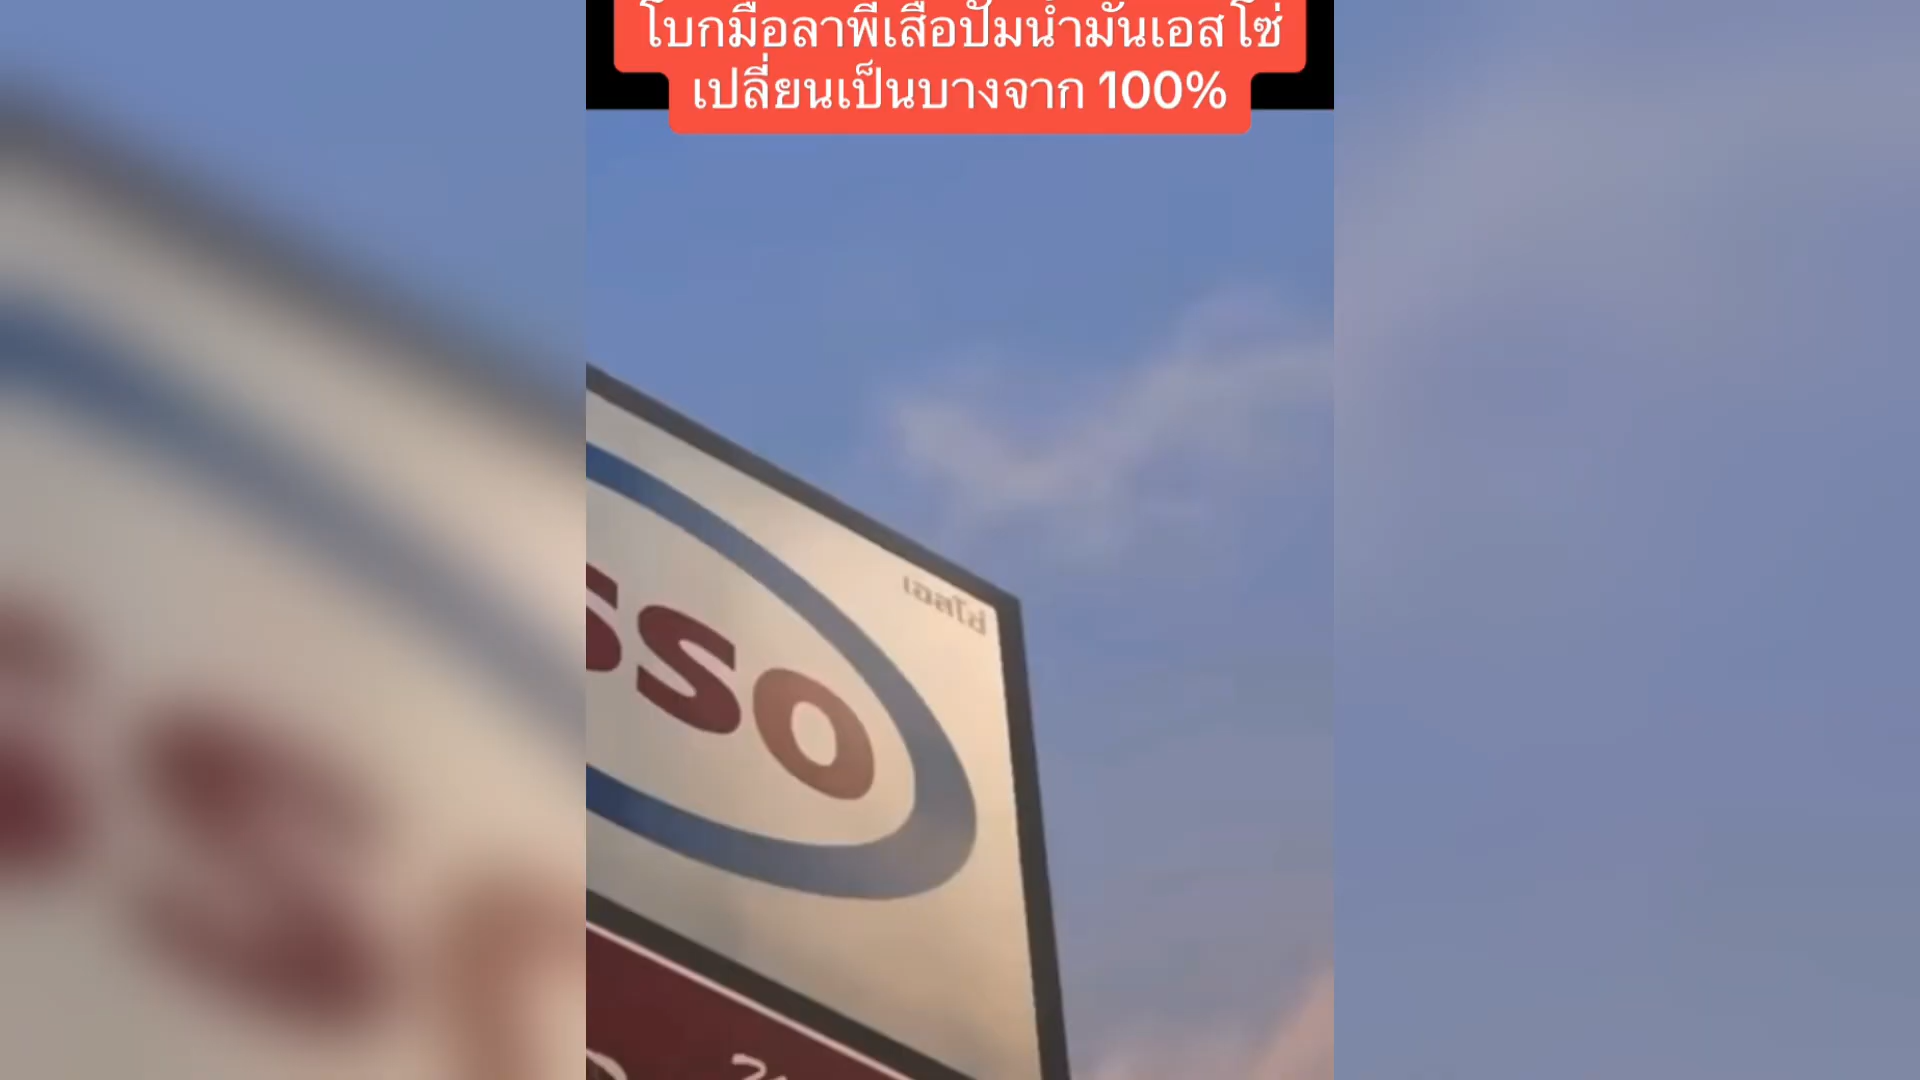 โบกมือลาพี่เสือปั๊มน้ำมันเอสโซ่
เปลี่ยนเป็นบางจาก 100%
เอสโซ่
sso